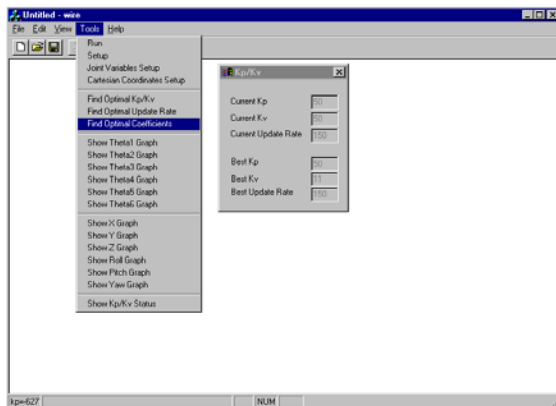 Untitled - wire
File Edit View Tools Help
Run
Setup
Joint Variables Setup
Cartesian Coordinates Setup
Find Optimal Kp/Kv
Find Optimal Update Rate
Find Optimal Coefficients
Show Theta1 Graph
Show Theta2 Graph
Show Theta3 Graph
Show Theta4 Graph
Show Theta5 Graph
Show Theta6 Graph
Show X Graph
Show Y Graph
Show Z Graph
Show Roll Graph
Show Pitch Graph
Show Yaw Graph
Show Kp/Kv Status
Kp/Kv
Current Kp 50
Current Kv 50
Current Update Rate 150
Best Kp 50
Best Kv 11
Best Update Rate 150
kp=-627 NUM